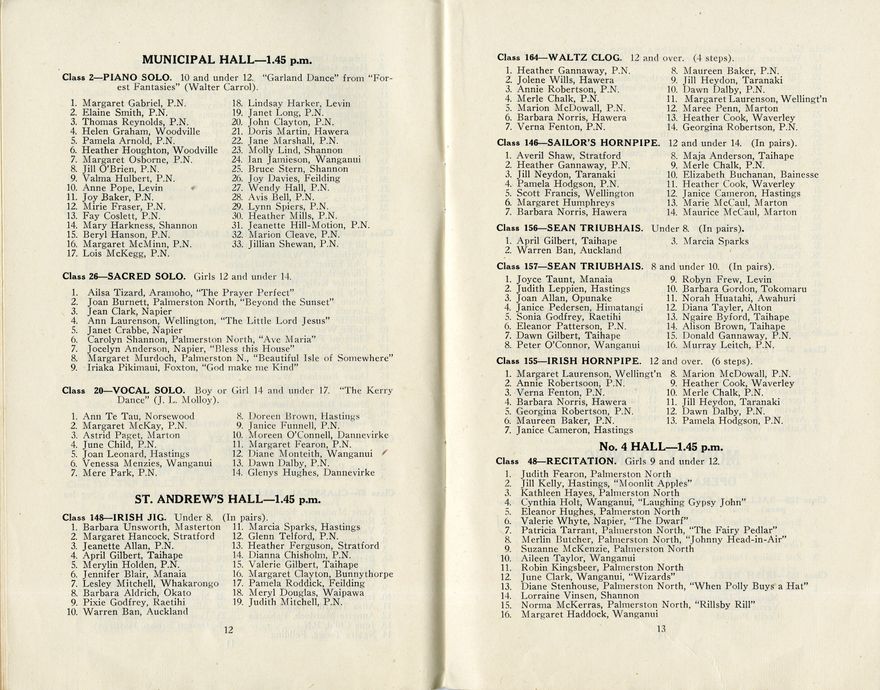 MUNICIPAL HALL—1.45 p.m.
Class 2—PIANO SOLO. 10 and under 12. "Garland Dance" from "For-
est Fantasies" (Walter Carrol).
1. Margaret Gabriel, P.N.
2. Elaine Smith, P.N.
3. Thomas Reynolds, P.N.
4. Helen Graham, Woodville
5. Pamela Arnold, P.N.
6. Heather Houghton, Woodville
7. Margaret Osborne, P.N.
8. Jill O'Brien, P.N.
9. Valma Hulbert, P.N.
10. Anne Pope, Levin
11. Joy Baker, P.N.
12. Mirie Fraser, P.N.
13. Fay Coslett, P.N.
14. Mary Harkness, Shannon
15. Beryl Hanson, P.N.
16. Margaret McMinn, P.N.
17. Lois McKegg, P.N.
18. Lindsay Harker, Levin
19. Janet Long, P.N.
20. John Clayton, P.N.
21. Doris Martin, Hawera
22. Jane Marshall, P.N.
23. Molly Lind, Shannon
24. Ian Jamieson, Wanganui
25. Bruce Stern, Shannon
26. Joy Davies, Feilding
27. Wendy Hall, P.N.
28. Avis Bell, P.N.
29. Lynn Spiers, P.N.
30. Heather Mills, P.N.
31. Jeanette Hill-Motion, P.N.
32. Marion Cleave, P.N.
33. Jillian Shewan, P.N.
Class 26—SACRED SOLO. Girls 12 and under 14.
1. Ailsa Tizard, Aramoho, "The Prayer Perfect"
2. Joan Burnett, Palmerston North, "Beyond the Sunset"
3. Jean Clark, Napier
4. Ann Laurenson, Wellington, "The Little Lord Jesus"
5. Janet Crabbe, Napier
6. Carolyn Shannon, Palmerston North, "Ave Maria"
7. Jocelyn Anderson, Napier, "Bless this House"
8. Margaret Murdoch, Palmerston N., "Beautiful Isle of Somewhere"
9. Iriaka Pikimaui, Foxton, "God make me Kind"
Class 20—VOCAL SOLO. Boy or Girl 14 and under 17. "The Kerry
Dance" (J. L. Molloy).
1. Ann Te Tau, Norsewood
2. Margaret McKay, P.N.
3. Astrid Paget, Marton
4. June Child, P.N.
5. Joan Leonard, Hastings
6. Venessa Menzies, Wanganui
7. Mere Park, P.N.
8. Doreen Brown, Hastings
9. Janice Funnell, P.N.
10. Moreen O'Connell, Dannevirke
11. Margaret Fearon, P.N.
12. Diane Monteith, Wanganui
13. Dawn Dalby, P.N.
14. Glenys Hughes, Dannevirke
ST. ANDREW'S HALL—1.45 p.m.
Class 148—IRISH JIG. Under 8. (In pairs).
1. Barbara Unsworth, Masterton
2. Margaret Hancock, Stratford
3. Jeanette Allan, P.N.
4. April Gilbert, Taihape
5. Merylin Holden, P.N.
6. Jennifer Blair, Manaia
7. Lesley Mitchell, Whakarongo
8. Barbara Aldrich, Okato
9. Pixie Godfrey, Raetihi
10. Warren Ban, Auckland
11. Marcia Sparks, Hastings
12. Glenn Telford, P.N.
13. Heather Ferguson, Stratford
14. Dianna Chisholm, P.N.
15. Valerie Gilbert, Taihape
16. Margaret Clayton, Bunnythorpe
17. Pamela Roddick, Feilding
18. Meryl Douglas, Waipawa
19. Judith Mitchell, P.N.
12
Class 164—WALTZ CLOG. 12 and over. (4 steps).
1. Heather Gannaway, P.N.
2. Jolene Wills, Hawera
3. Annie Robertson, P.N.
4. Merle Chalk, P.N.
5. Marion McDowall, P.N.
6. Barbara Norris, Hawera
7. Verna Fenton, P.N.
8. Maureen Baker, P.N.
9. Jill Heydon, Taranaki
10. Dawn Dalby, P.N.
11. Margaret Laurenson, Wellingt'n
12. Maree Penn, Marton
13. Heather Cook, Waverley
14. Georgina Robertson, P.N.
Class 146—SAILOR'S HORNPIPE. 12 and under 14. (In pairs).
1. Averil Shaw, Stratford
2. Heather Gannaway, P.N.
3. Jill Neydon, Taranaki
4. Pamela Hodgson, P.N.
5. Scott Francis, Wellington
6. Margaret Humphreys
7. Barbara Norris, Hawera
8. Maja Anderson, Taihape
9. Merle Chalk, P.N.
10. Elizabeth Buchanan, Bainesse
11. Heather Cook, Waverley
12. Janice Cameron, Hastings
13. Marie McCaul, Marton
14. Maurice McCaul, Marton
Class 156—SEAN TRIUBHAIS. Under 8. (In pairs).
1. April Gilbert, Taihape
2. Warren Ban, Auckland
3. Marcia Sparks
Class 157—SEAN TRIUBHAIS. 8 and under 10. (In pairs).
1. Joyce Taunt, Manaia
2. Judith Leppien, Hastings
3. Joan Allan, Opunake
4. Janice Pedersen, Himatangi
5. Sonia Godfrey, Raetihi
6. Eleanor Patterson, P.N.
7. Dawn Gilbert, Taihape
8. Peter O'Connor, Wanganui
9. Robyn Frew, Levin
10. Barbara Gordon, Tokomaru
11. Norah Huatahi, Awahuri
12. Diana Tayler, Alton
13. Ngaire Byford, Taihape
14. Alison Brown, Taihape
15. Donald Gannaway, P.N.
16. Murray Leitch, P.N.
Class 155—IRISH HORNPIPE. 12 and over. (6 steps).
1. Margaret Laurenson, Wellingt'n
2. Annie Robertsoon, P.N.
3. Verna Fenton, P.N.
4. Barbara Norris, Hawera
5. Georgina Robertson, P.N.
6. Maureen Baker, P.N.
7. Janice Cameron, Hastings
8. Marion McDowall, P.N.
9. Heather Cook, Waverley
10. Merle Chalk, P.N.
11. Jill Heydon, Taranaki
12. Dawn Dalby, P.N.
13. Pamela Hodgson, P.N.
No. 4 HALL—1.45 p.m.
Class 48—RECITATION. Girls 9 and under 12.
1. Judith Fearon, Palmerston North
2. Jill Kelly, Hastings, "Moonlit Apples"
3. Kathleen Hayes, Palmerston North
4. Cynthia Holt, Wanganui, "Laughing Gypsy John"
5. Eleanor Hughes, Palmerston North
6. Valerie Whyte, Napier, "The Dwarf"
7. Patricia Tarrant, Palmerston North, "The Fairy Pedlar"
8. Merlin Butcher, Palmerston North, "Johnny Head-in-Air"
9. Suzanne McKenzie, Palmerston North
10. Aileen Taylor, Wanganui
11. Robin Kingsbeer, Palmerston North
12. June Clark, Wanganui, "Wizards"
13. Diane Stenhouse, Palmerston North, "When Polly Buys a Hat"
14. Lorraine Vinsen, Shannon
15. Norma McKerras, Palmerston North, "Rillsby Rill"
16. Margaret Haddock, Wanganui
13